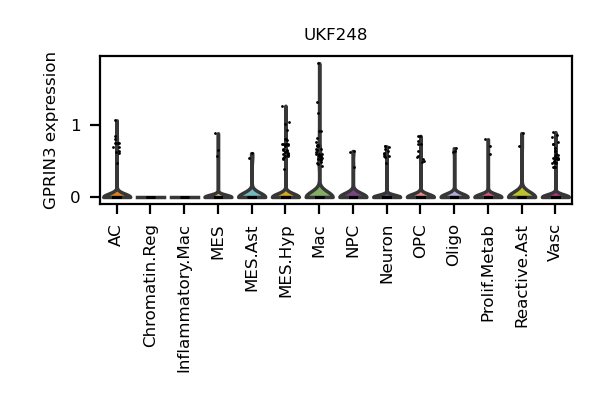 UKF248
GPRIN3 expression
1
0
AC
Chromatin.Reg
Inflammatory.Mac
MES
MES.Ast
MES.Hyp
Mac
NPC
Neuron
OPC
Oligo
Prolif.Metab
Reactive.Ast
Vasc